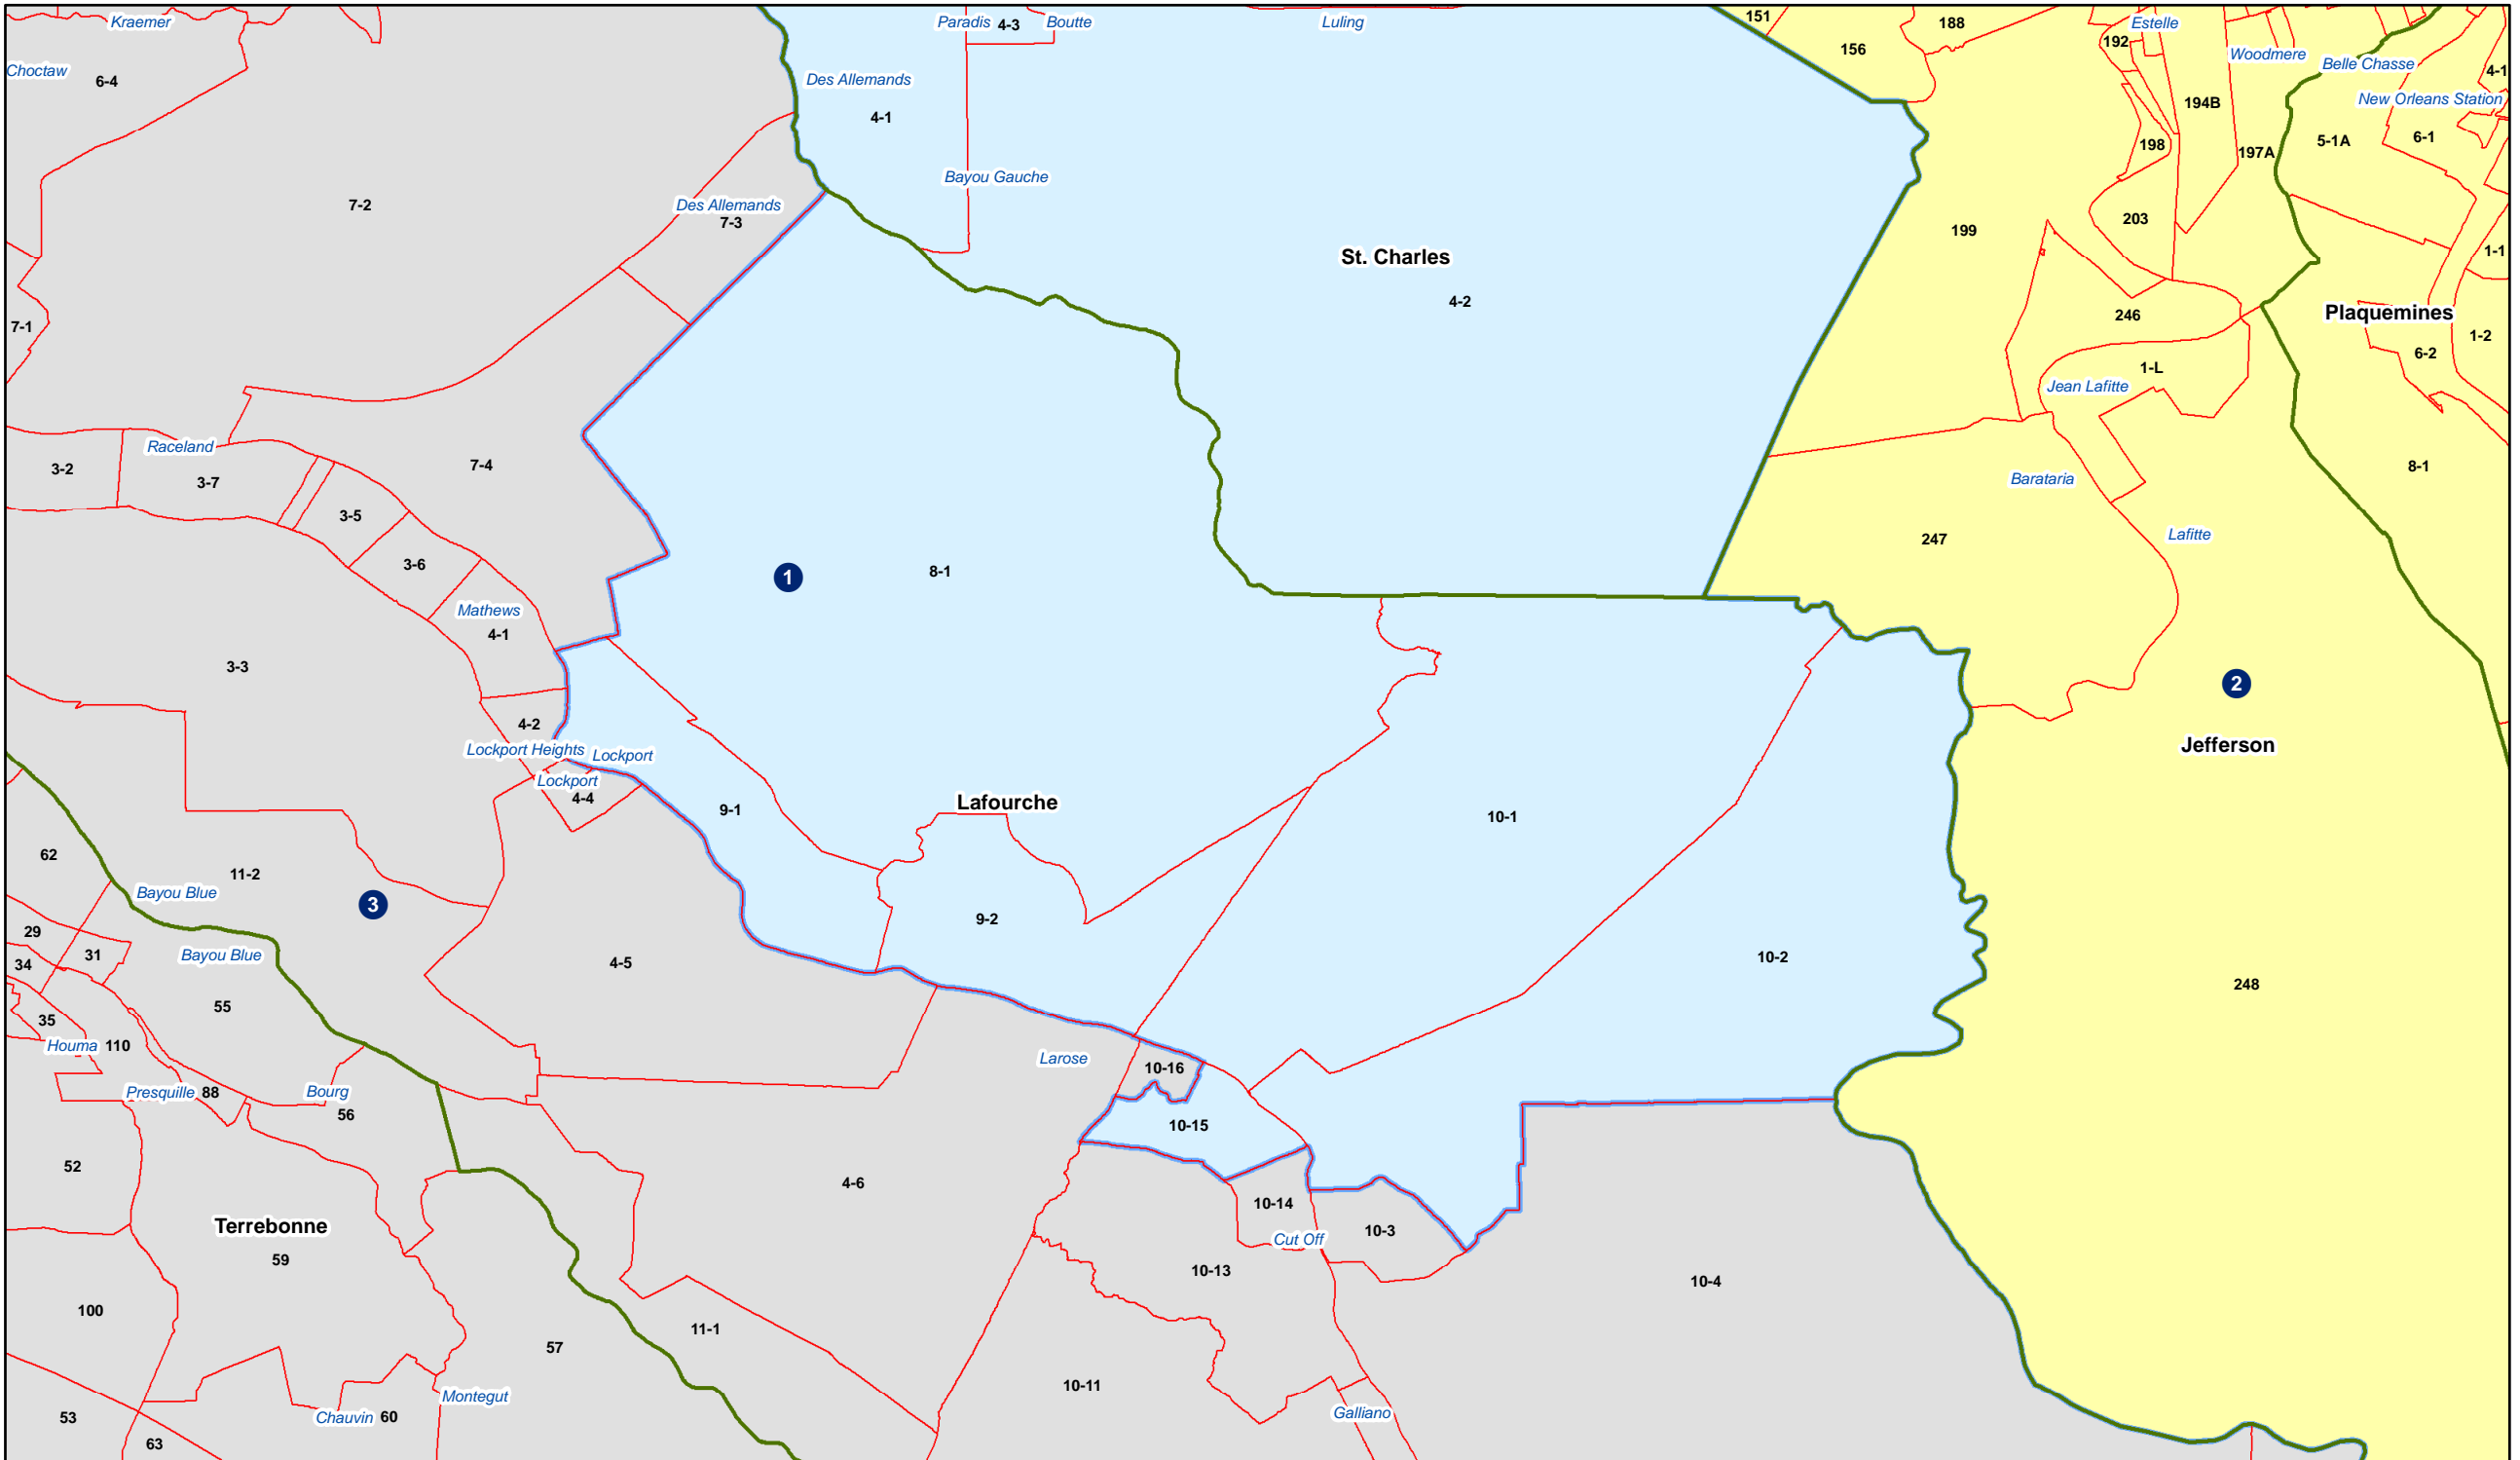 Kraemer
Paradis
4-3
Boutte
Luling
151
188
Estelle
156
192
Woodmere
Belle Chasse
4-1
Choctaw
6-4
Des Allemands
4-1
194B
New Orleans Station
198
197A
5-1A
6-1
Bayou Gauche
7-2
Des Allemands
7-3
203
199
1-1
St. Charles
4-2
7-1
246
Plaquemines
1-2
6-2
1-L
Jean Lafitte
Raceland
3-2
3-7
7-4
8-1
Barataria
3-5
Lafitte
247
3-6
1
8-1
Mathews
4-1
3-3
2
4-2
Jefferson
Lockport Heights
Lockport
Lockport
4-4
9-1
Lafourche
10-1
62
11-2
Bayou Blue
3
9-2
29
31
Bayou Blue
34
4-5
10-2
248
55
35
Houma
110
Larose
10-16
Presquille
88
Bourg
56
10-15
52
4-6
10-14
Terrebonne
10-3
59
Cut Off
10-13
10-4
100
11-1
57
10-11
Montegut
53
Chauvin
60
Galliano
63